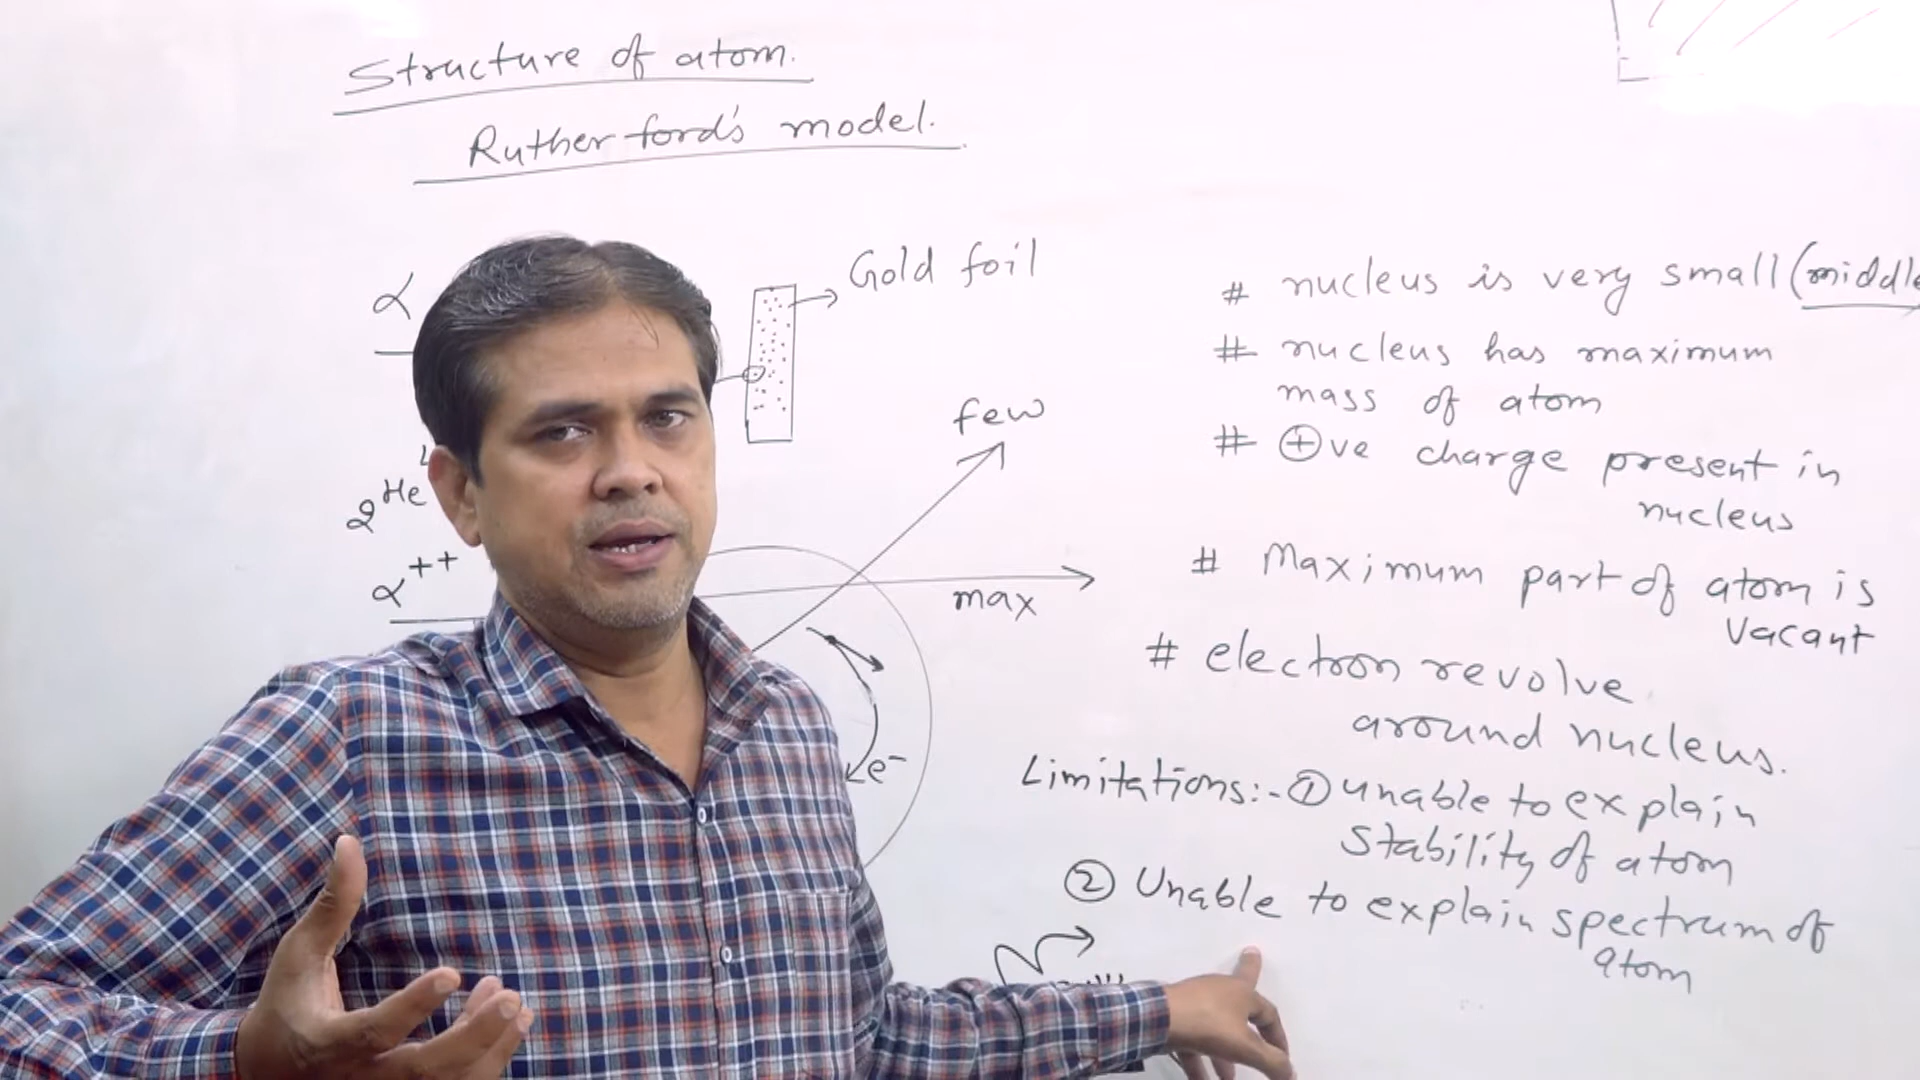 Structure of atom.
Rutherford's model.
α
Gold foil
few
2He
α++
max
e-
# nucleus is very small (middle
# nucleus has maximum
mass of atom
# ⊕ve charge present in
nucleus
# Maximum part of atom is
Vacant
# electron revolve
around nucleus.
Limitations:- ① unable to explain
Stability of atom
② Unable to explain spectrum of
atom